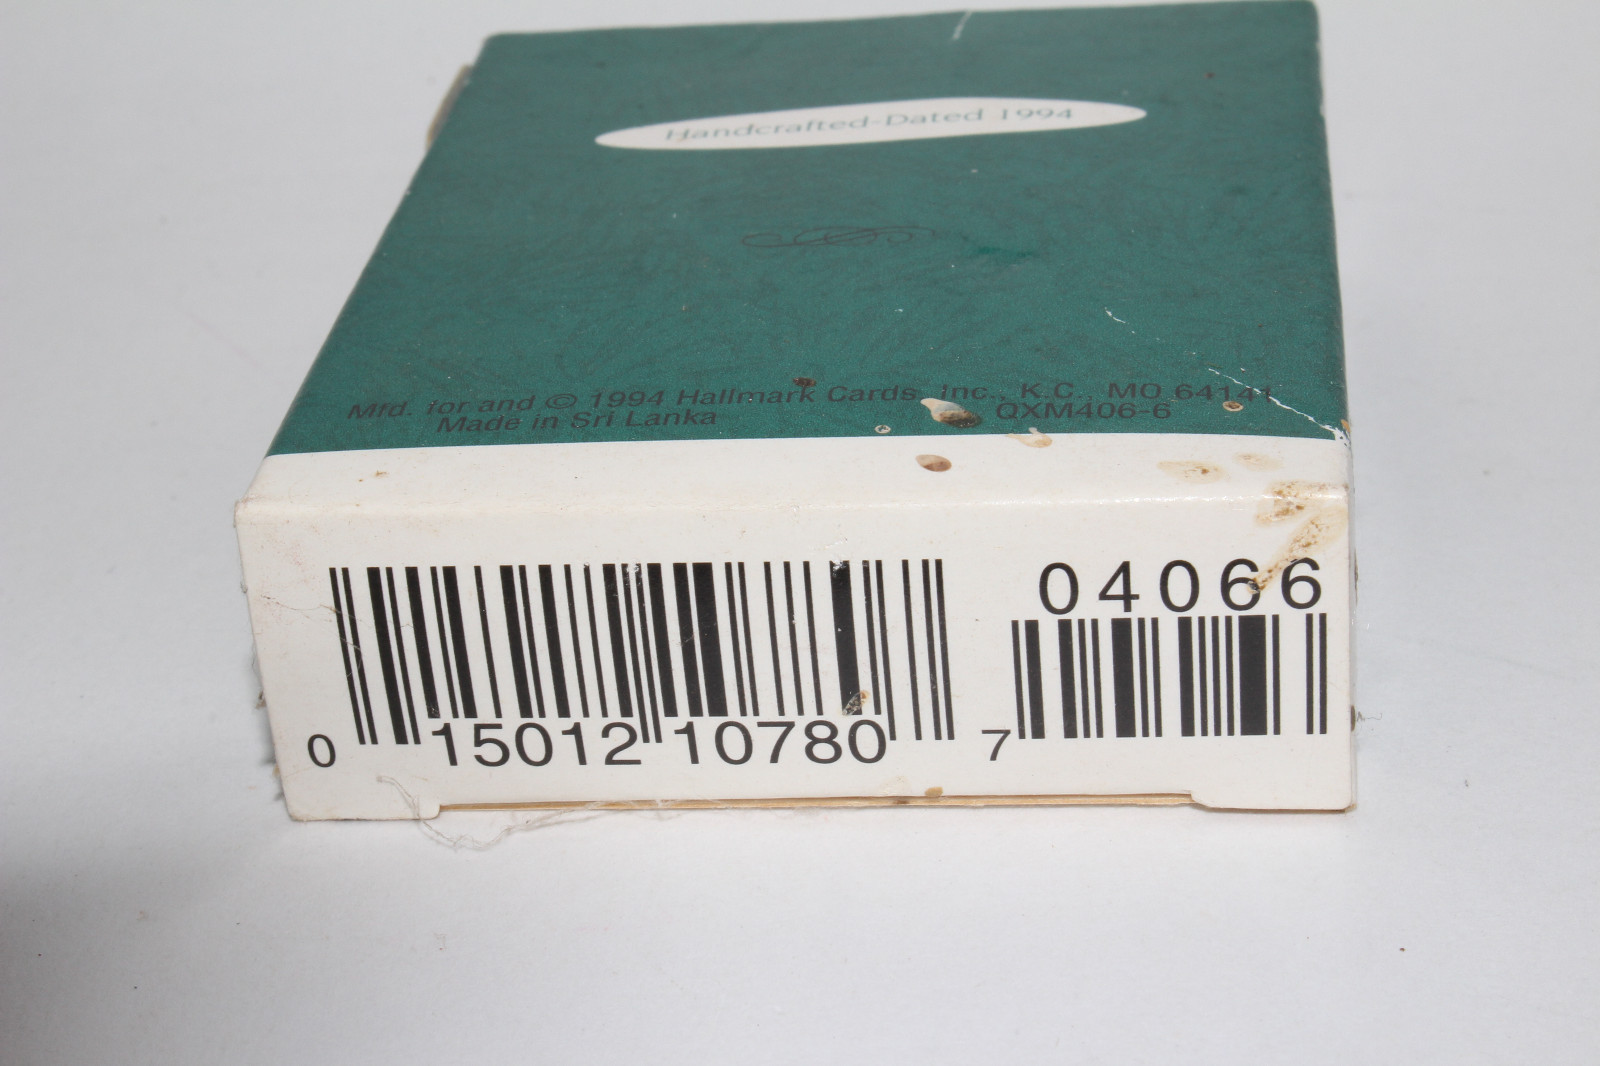 Handcrafted-Dated 1994
Mfd. for and © 1994 Hallmark Cards, Inc., K.C., MO 64141
Made in Sri Lanka QXM406-6
04066
0 15012 10780 7